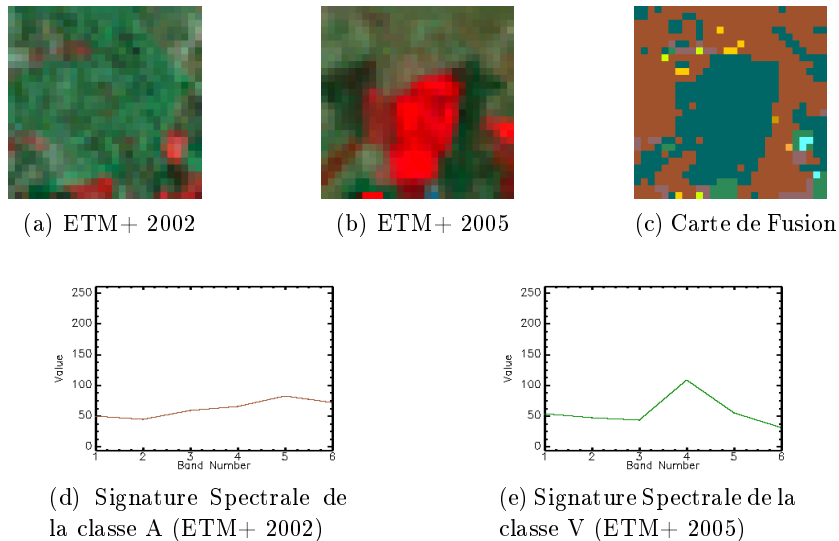 (a) ETM+ 2002
(b) ETM+ 2005
(c) Carte de Fusion
250
200
150
100
50
0
Value
1 2 3 4 5 6
Band Number
250
200
150
100
50
0
Value
1 2 3 4 5 6
Band Number
(d) Signature Spectrale de
la classe A (ETM+ 2002)
(e) Signature Spectrale de la
classe V (ETM+ 2005)